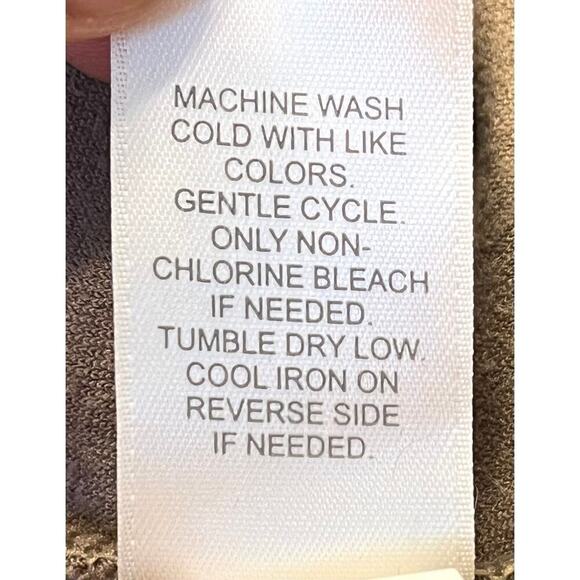 MACHINE WASH
COLD WITH LIKE
COLORS.
GENTLE CYCLE.
ONLY NON-
CHLORINE BLEACH
IF NEEDED.
TUMBLE DRY LOW.
COOL IRON ON
REVERSE SIDE
IF NEEDED.